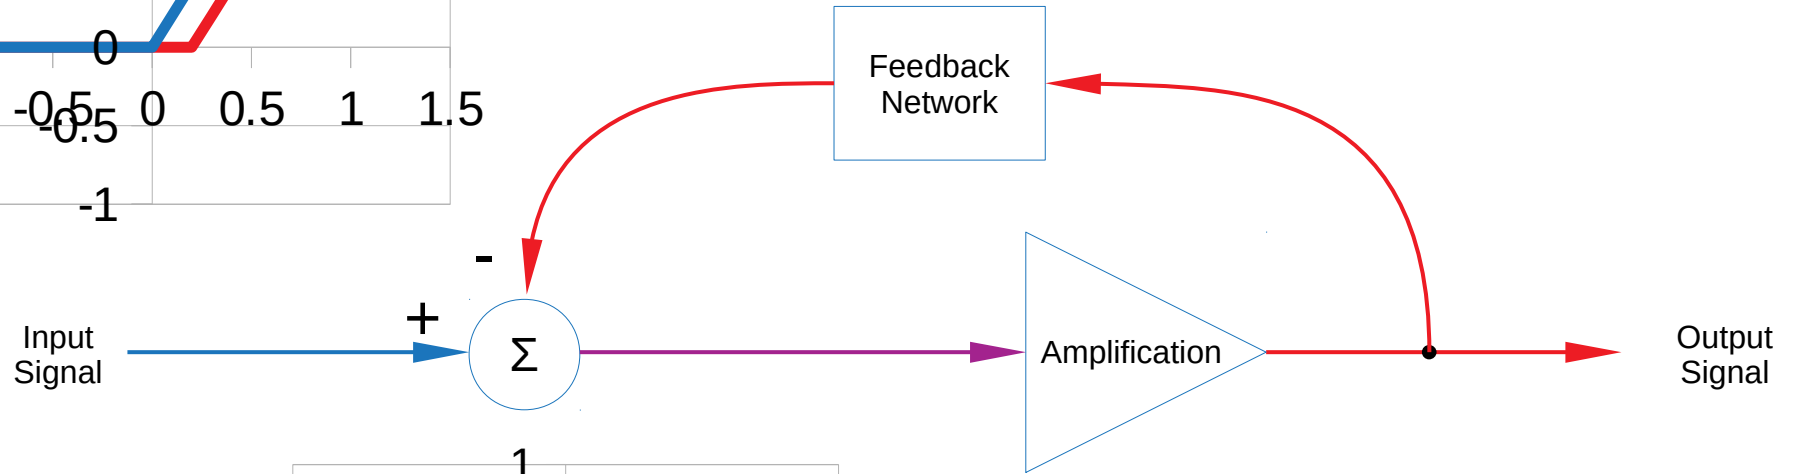 0
-0.5 0 0.5 1 1.5
-0.5
-1
Feedback
Network
-
+
Input
Signal
Σ
Amplification
Output
Signal
1